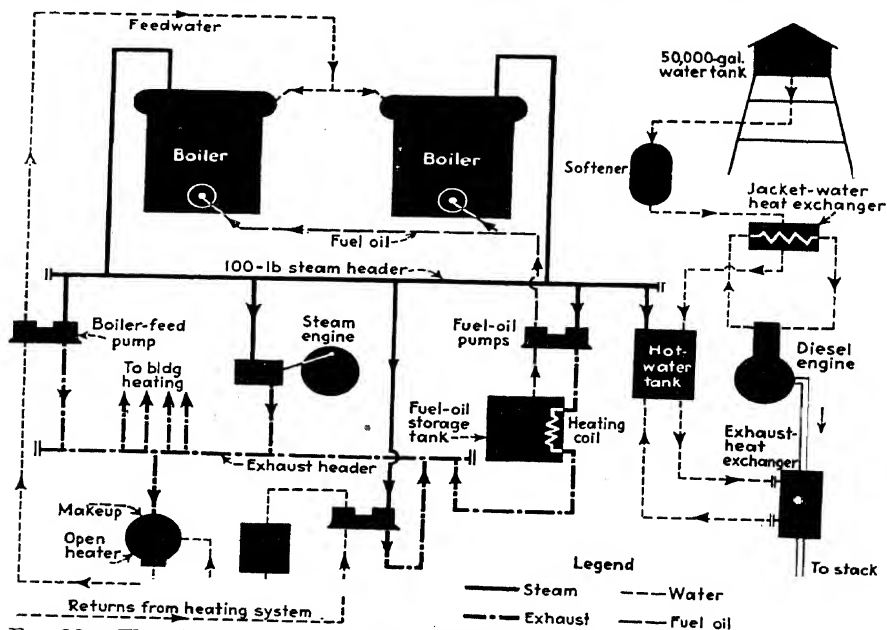 Feedwater
50,000-gal.
water tank
Boiler
Boiler
Softener
Jacket-water
heat exchanger
Fuel oil
100-lb steam header
Boiler-feed
pump
Steam
engine
Fuel-oil
pumps
Hot-
water
tank
Diesel
engine
To bldg
heating
Fuel-oil
storage
tank
Heating
coil
Exhaust-
heat
exchanger
Exhaust header
Makeup
Open
heater
Legend
To stack
Steam
Water
Returns from heating system
Exhaust
Fuel oil